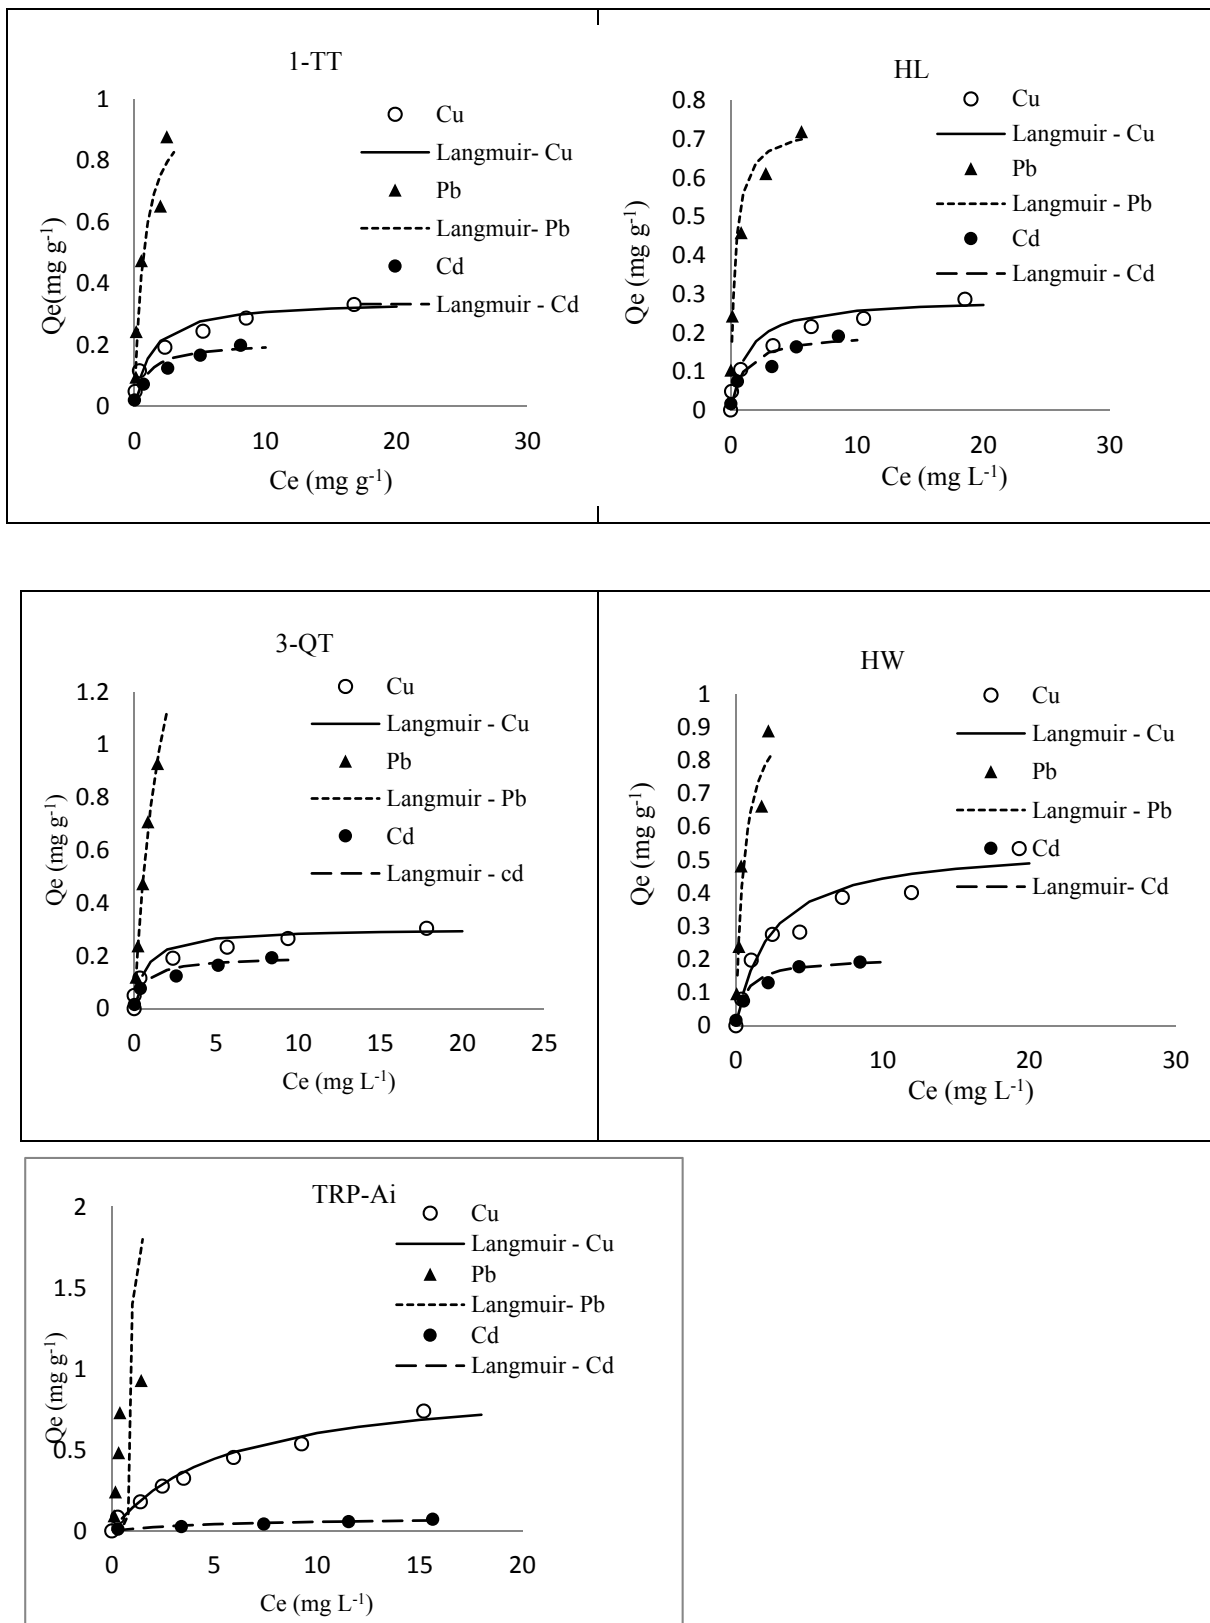 1-TT
1
0.8
0.6
0.4
0.2
0
0
10
20
30
Qe(mg g⁻¹)
Ce (mg g⁻¹)
Cu
Langmuir- Cu
Pb
Langmuir- Pb
Cd
Langmuir - Cd
HL
0.8
0.7
0.6
0.5
0.4
0.3
0.2
0.1
0
0
10
20
30
Qe (mg g⁻¹)
Ce (mg L⁻¹)
Cu
Langmuir - Cu
Pb
Langmuir - Pb
Cd
Langmuir - Cd
3-QT
1.2
1
0.8
0.6
0.4
0.2
0
0
5
10
15
20
25
Qe (mg g⁻¹)
Ce (mg L⁻¹)
Cu
Langmuir - Cu
Pb
Langmuir - Pb
Cd
Langmuir - cd
HW
1
0.9
0.8
0.7
0.6
0.5
0.4
0.3
0.2
0.1
0
0
10
20
30
Qe (mg g⁻¹)
Ce (mg L⁻¹)
Cu
Langmuir - Cu
Pb
Langmuir - Pb
Cd
Langmuir- Cd
TRP-Ai
2
1.5
1
0.5
0
0
5
10
15
20
Qe (mg g⁻¹)
Ce (mg L⁻¹)
Cu
Langmuir - Cu
Pb
Langmuir- Pb
Cd
Langmuir - Cd